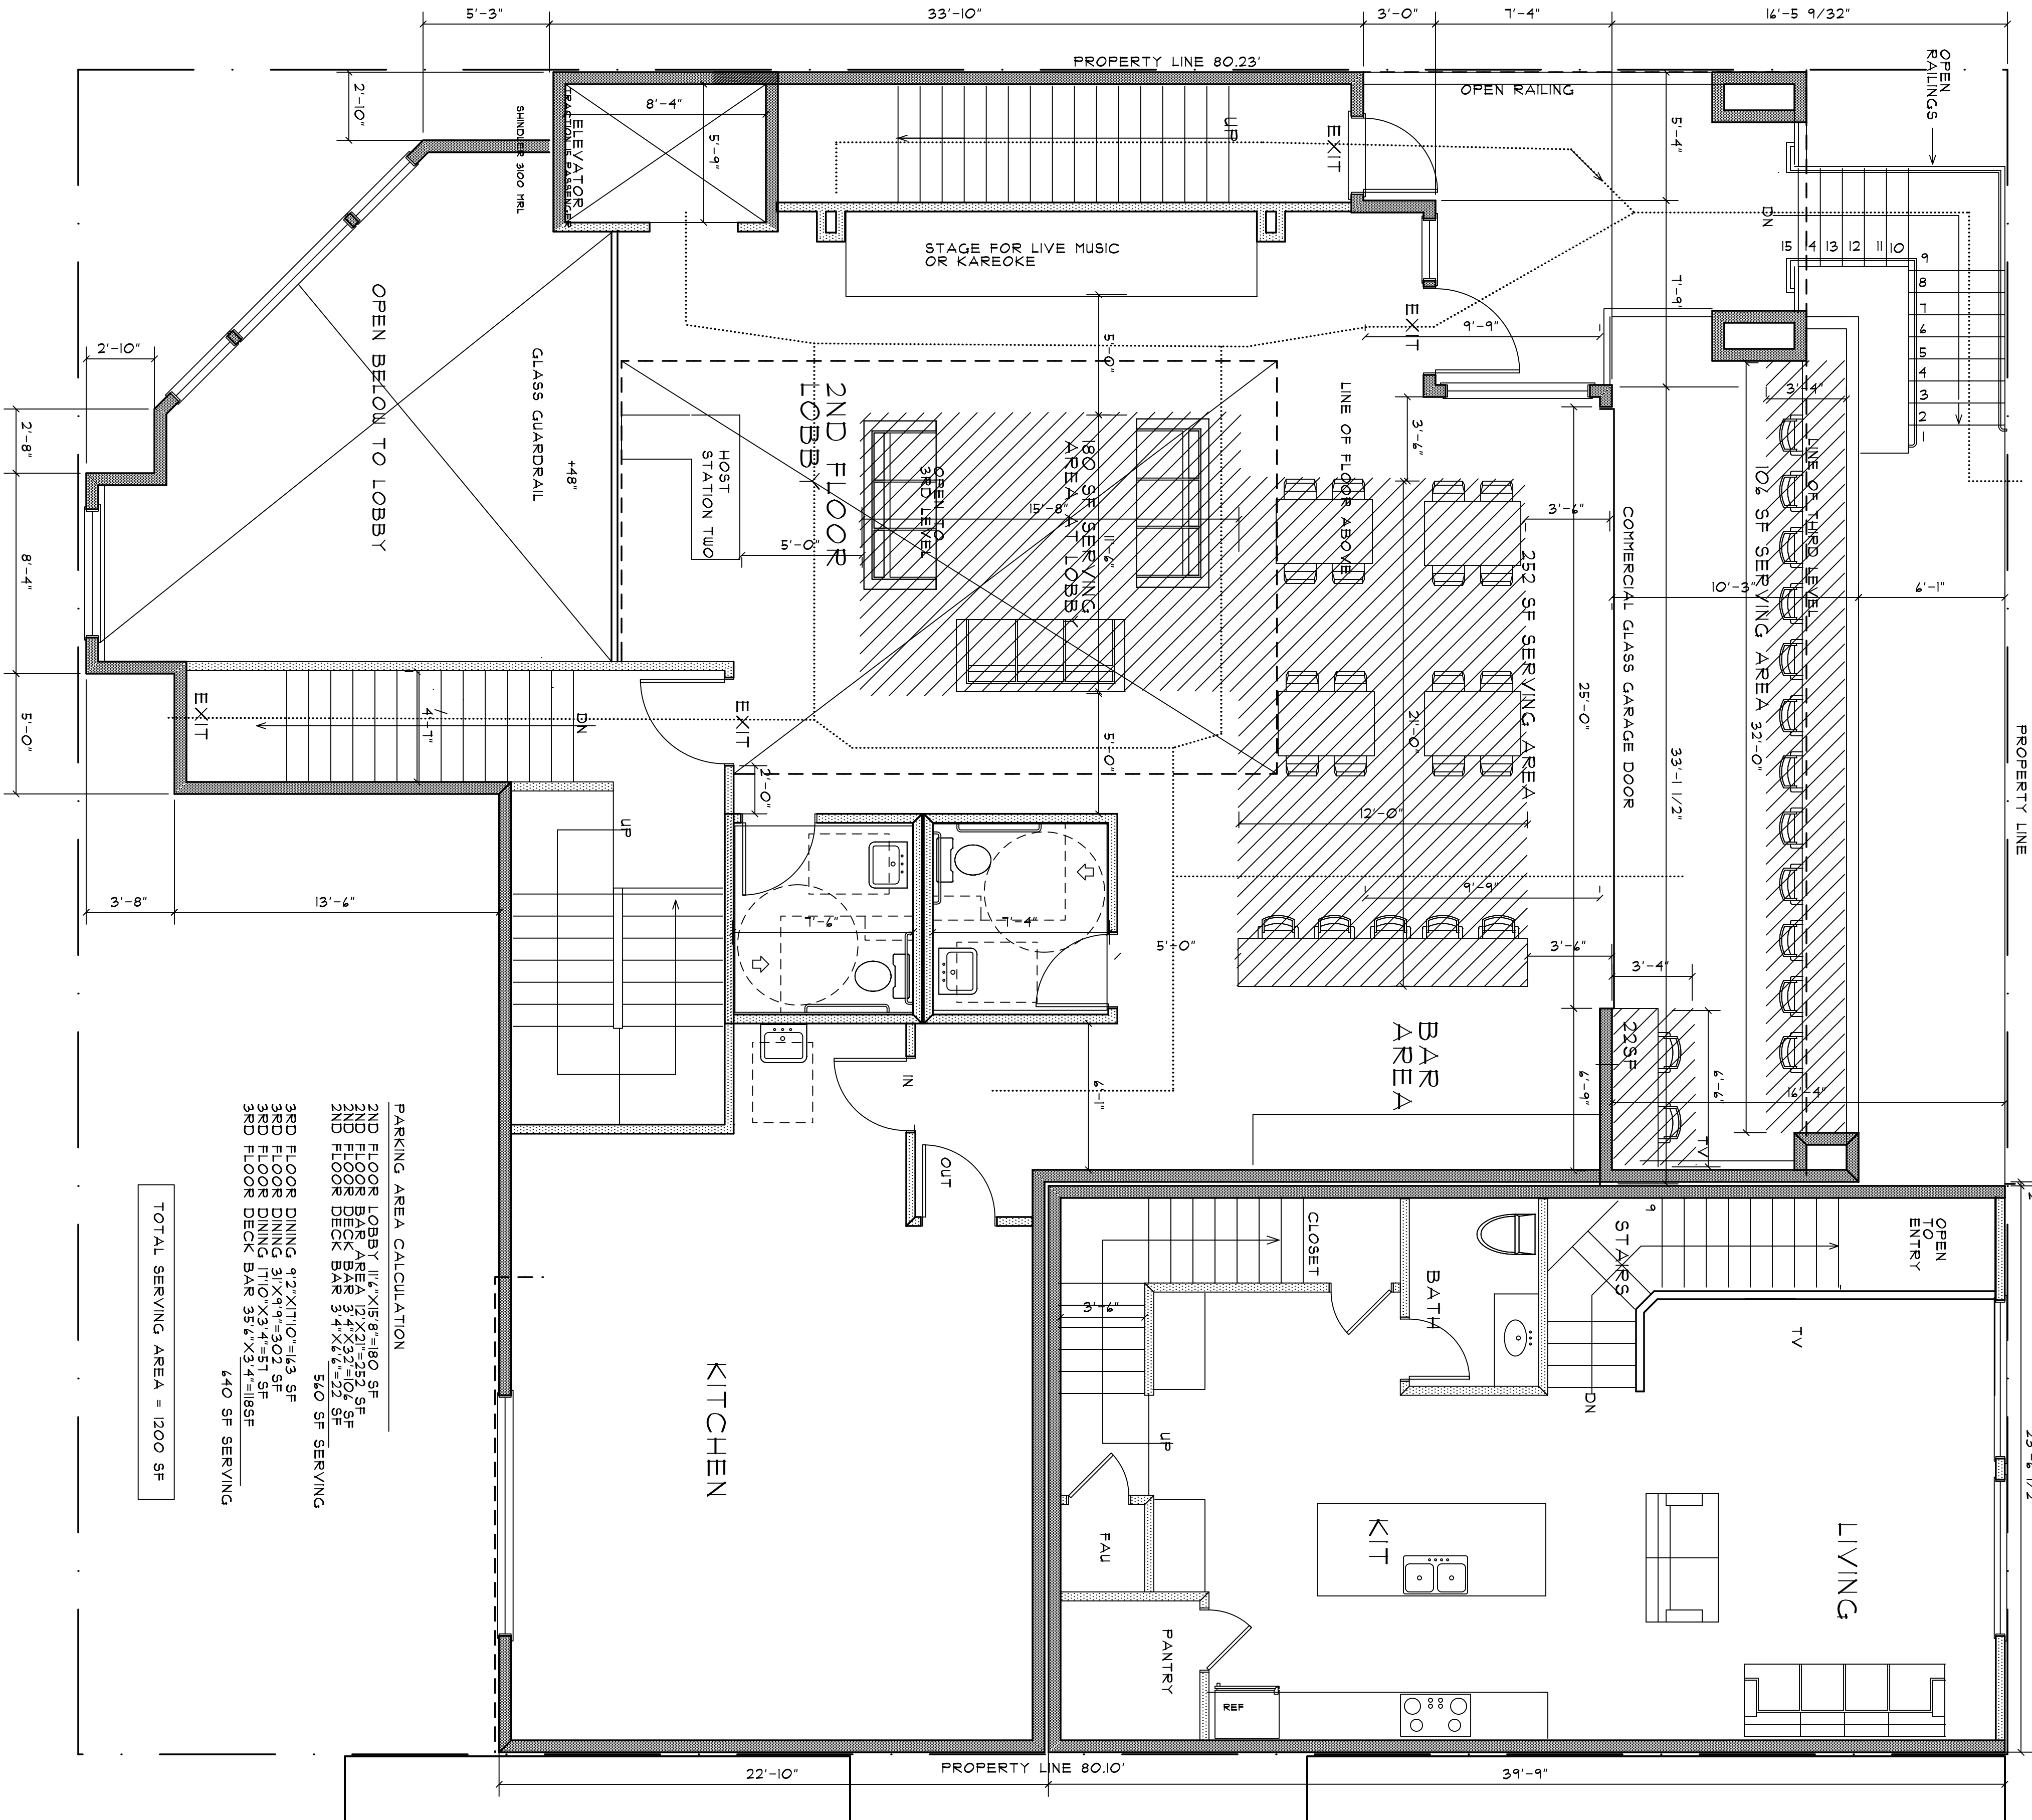 5'-3"
33'-10"
3'-0"
7'-4"
16'-5 9/32"
PROPERTY LINE 80.23'
OPEN
RAILINGS
OPEN RAILING
2'-10"
SHINDLER 3100 MRL
TRACTION IE PASSENGER
ELEVATOR
8'-4"
5'-9"
UP
EXIT
5'-4"
DN
15
4
13
12
11
10
9
8
7
6
5
4
3
2
1
STAGE FOR LIVE MUSIC
OR KAREOKE
7'-9"
EXIT
9'-9"
5'-0"
2'-10"
OPEN BELOW TO LOBBY
GLASS GUARDRAIL
+48"
HOST
STATION TWO
2ND FLOOR
LOBB
OPEN TO
3RD LEVEL
180 SF SERVING
AREA AT LOBBY
15'-8"
11'-6"
5'-0"
LINE OF FLOOR ABOVE
3'-6"
3'-6"
252 SF SERVING AREA
COMMERCIAL GLASS GARAGE DOOR
3'-4"
LINE OF THIRD LEVEL
106 SF SERVING AREA
32'-0"
10'-3"
6'-1"
PROPERTY LINE
2'-8"
8'-4"
5'-0"
25'-0"
33'-1 1/2"
21'-0"
12'-0"
9'-9"
EXIT
4'-7"
DN
EXIT
2'-0"
5'-0"
UP
3'-8"
13'-6"
7'-6"
7'-4"
5'-0"
3'-6"
3'-4"
22SF
6'-6"
16'-4"
TV
6'-9"
BAR
AREA
6'-1"
IN
OUT
PARKING AREA CALCULATION
2ND FLOOR LOBBY 11'6"X15'8"=180 SF
2ND FLOOR BAR AREA 12'X21'=252 SF
2ND FLOOR DECK BAR 3'4"X32'=106 SF
2ND FLOOR DECK BAR 3'4"X6'6"=22 SF
560 SF SERVING
3RD FLOOR DINING 9'2"X17'10"=163 SF
3RD FLOOR DINING 31'X9'9"=302 SF
3RD FLOOR DINING 17'10"X3'4"=57 SF
3RD FLOOR DECK BAR 35'6"X3'4"=118SF
640 SF SERVING
TOTAL SERVING AREA = 1200 SF
KITCHEN
CLOSET
BATH
9
STAIRS
OPEN
TO
ENTRY
TV
DN
3'-6"
UP
FAU
PANTRY
REF
KIT
LIVING
23'-6 1/2"
22'-10"
PROPERTY LINE 80.10'
39'-9"